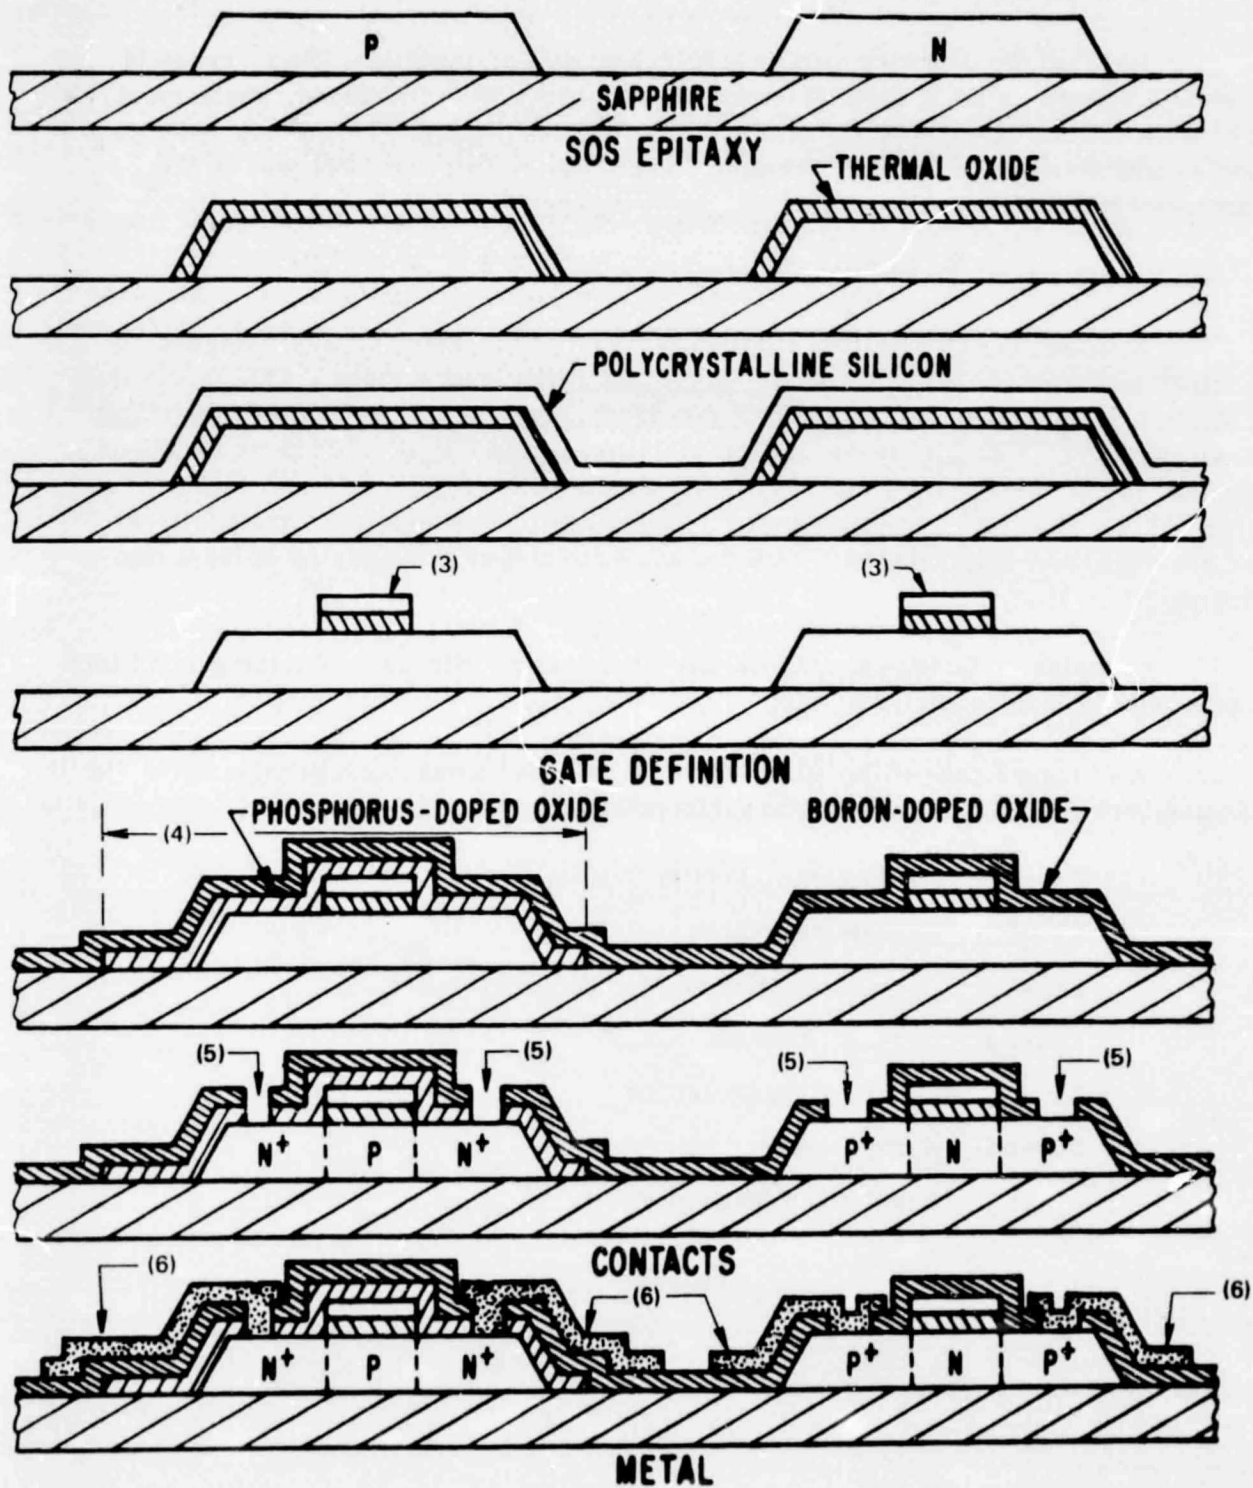 P N
SAPPHIRE
SOS EPITAXY
THERMAL OXIDE
POLYCRYSTALLINE SILICON
(3) (3)
GATE DEFINITION
PHOSPHORUS-DOPED OXIDE BORON-DOPED OXIDE
(4)
(5) (5) (5) (5)
N+ P N+ P+ N P+
CONTACTS
(6) (6) (6)
N+ P N+ P+ N P+
METAL